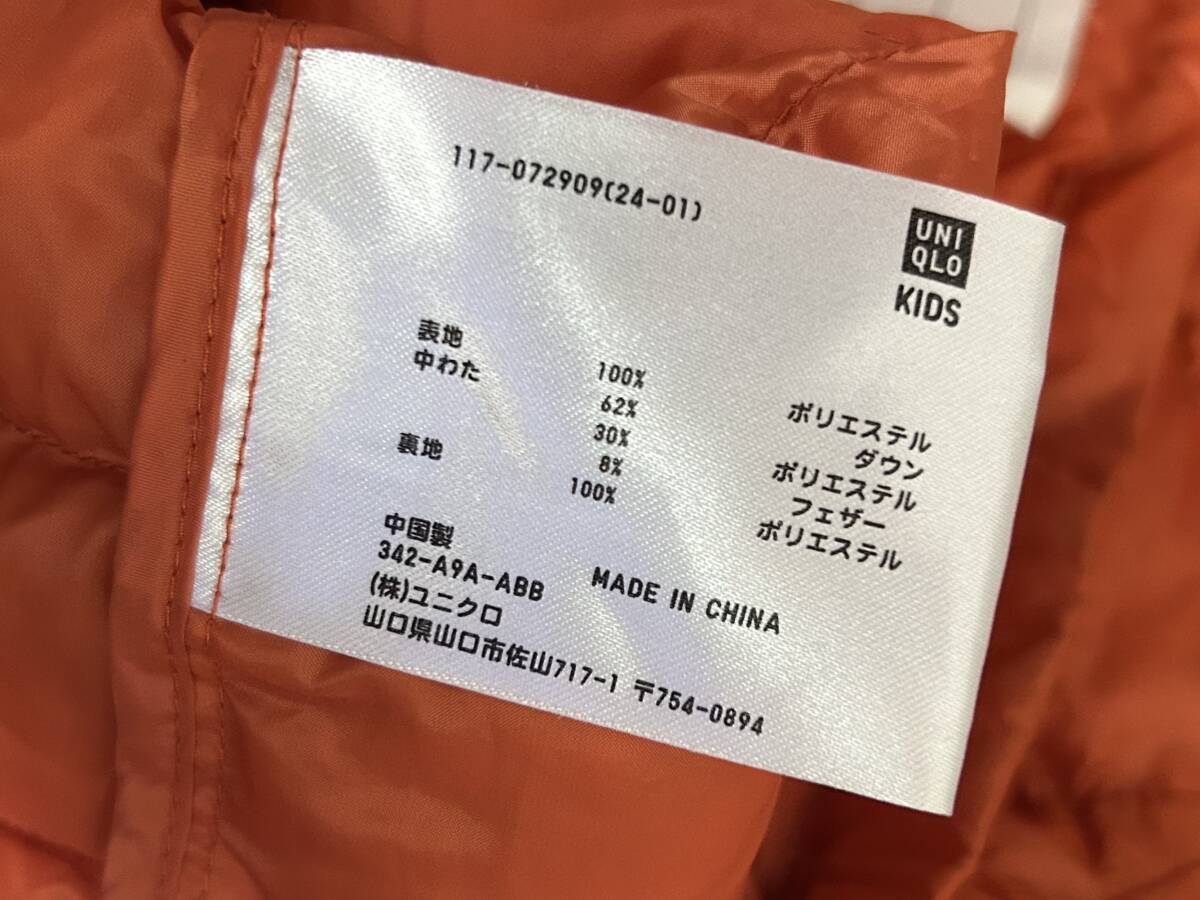 117-072909(24-01)
UNI
QLO
KIDS
表地 100% ポリエステル
中わた 62% ダウン
30% ポリエステル
8% フェザー
裏地 100% ポリエステル
中国製 MADE IN CHINA
342-A9A-ABB
(株)ユニクロ
山口県山口市佐山717-1 〒754-0894